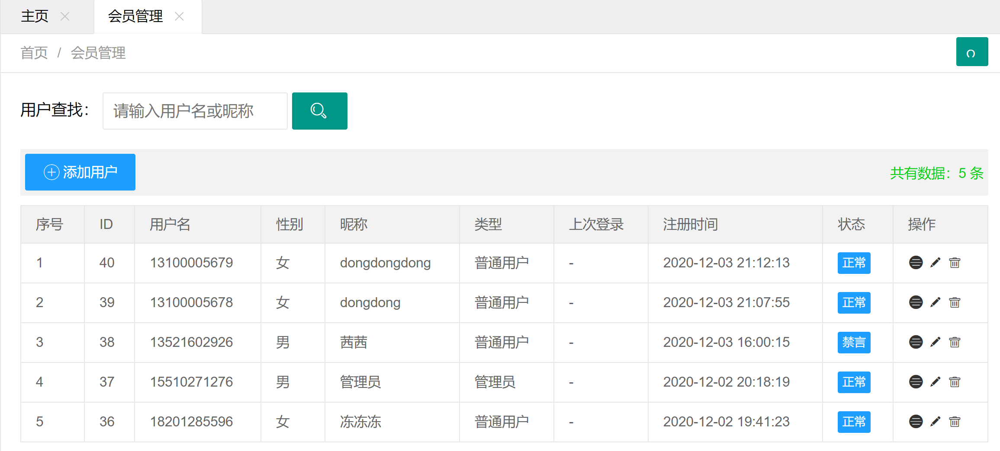 主页 会员管理
首页 / 会员管理
用户查找： 请输入用户名或昵称
添加用户 共有数据：5 条
序号 ID 用户名 性别 昵称 类型 上次登录 注册时间 状态 操作
1 40 13100005679 女 dongdongdong 普通用户 - 2020-12-03 21:12:13 正常
2 39 13100005678 女 dongdong 普通用户 - 2020-12-03 21:07:55 正常
3 38 13521602926 男 茜茜 普通用户 - 2020-12-03 16:00:15 禁言
4 37 15510271276 男 管理员 管理员 - 2020-12-02 20:18:19 正常
5 36 18201285596 女 冻冻冻 普通用户 - 2020-12-02 19:41:23 正常